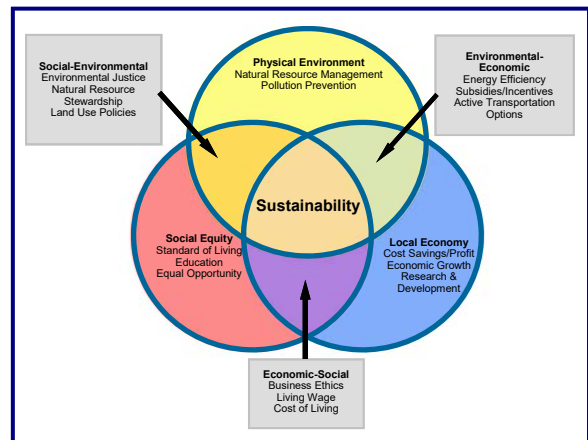 Social-Environmental
Environmental Justice
Natural Resource
Stewardship
Land Use Policies
Physical Environment
Natural Resource Management
Pollution Prevention
Environmental-
Economic
Energy Efficiency
Subsidies/Incentives
Active Transportation
Options
Sustainability
Social Equity
Standard of Living
Education
Equal Opportunity
Local Economy
Cost Savings/Profit
Economic Growth
Research &
Development
Economic-Social
Business Ethics
Living Wage
Cost of Living